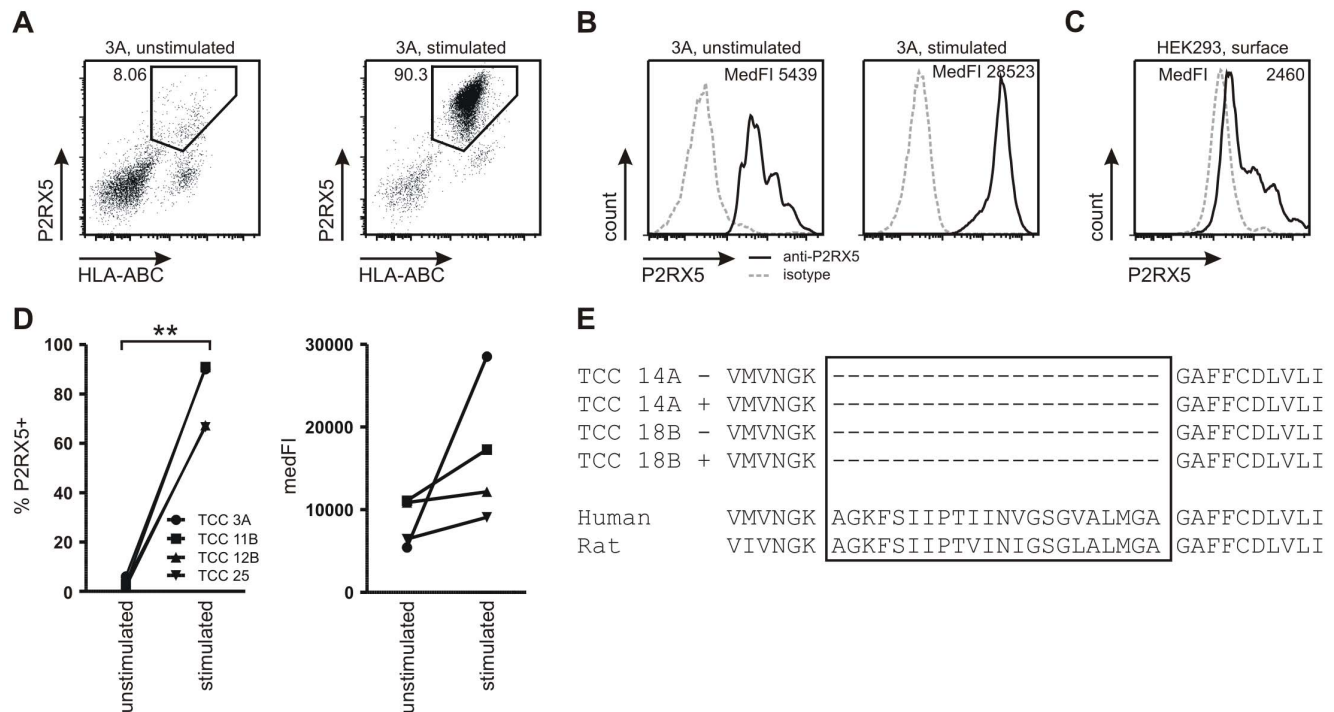 A
3A, unstimulated
8.06
P2RX5
HLA-ABC
3A, stimulated
90.3
P2RX5
HLA-ABC
B
3A, unstimulated
MedFI 5439
count
P2RX5
3A, stimulated
MedFI 28523
anti-P2RX5
isotype
C
HEK293, surface
MedFI 2460
count
P2RX5
D
% P2RX5+
100
80
60
40
20
0
**
TCC 3A
TCC 11B
TCC 12B
TCC 25
unstimulated
stimulated
medFI
30000
20000
10000
0
unstimulated
stimulated
E
TCC 14A - VMVNGK ----------------------- GAFFCDLVLI
TCC 14A + VMVNGK ----------------------- GAFFCDLVLI
TCC 18B - VMVNGK ----------------------- GAFFCDLVLI
TCC 18B + VMVNGK ----------------------- GAFFCDLVLI
Human VMVNGK AGKFSIIPTIINVGSGVALMGA GAFFCDLVLI
Rat VIVNGK AGKFSIIPTVINIGSGLALMGA GAFFCDLVLI